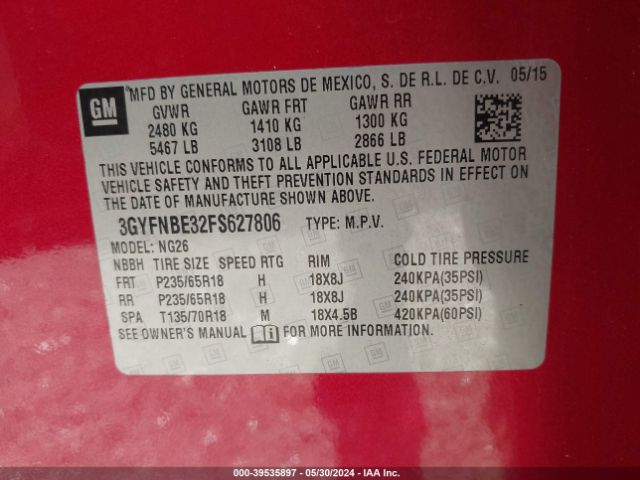 GM
MFD BY GENERAL MOTORS DE MEXICO, S. DE R.L. DE C.V. 05/15
GVWR GAWR FRT GAWR RR
2480 KG 1410 KG 1300 KG
5467 LB 3108 LB 2866 LB
THIS VEHICLE CONFORMS TO ALL APPLICABLE U.S. FEDERAL MOTOR
VEHICLE SAFETY AND THEFT PREVENTION STANDARDS IN EFFECT ON
THE DATE OF MANUFACTURE SHOWN ABOVE.
3GYFNBE32FS627806 TYPE: M.P.V.
MODEL: NG26
NBBH TIRE SIZE SPEED RTG RIM COLD TIRE PRESSURE
FRT P235/65R18 H 18X8J 240KPA(35PSI)
RR P235/65R18 H 18X8J 240KPA(35PSI)
SPA T135/70R18 M 18X4.5B 420KPA(60PSI)
SEE OWNER'S MANUAL FOR MORE INFORMATION.
000-39535897 - 05/30/2024 - IAA Inc.